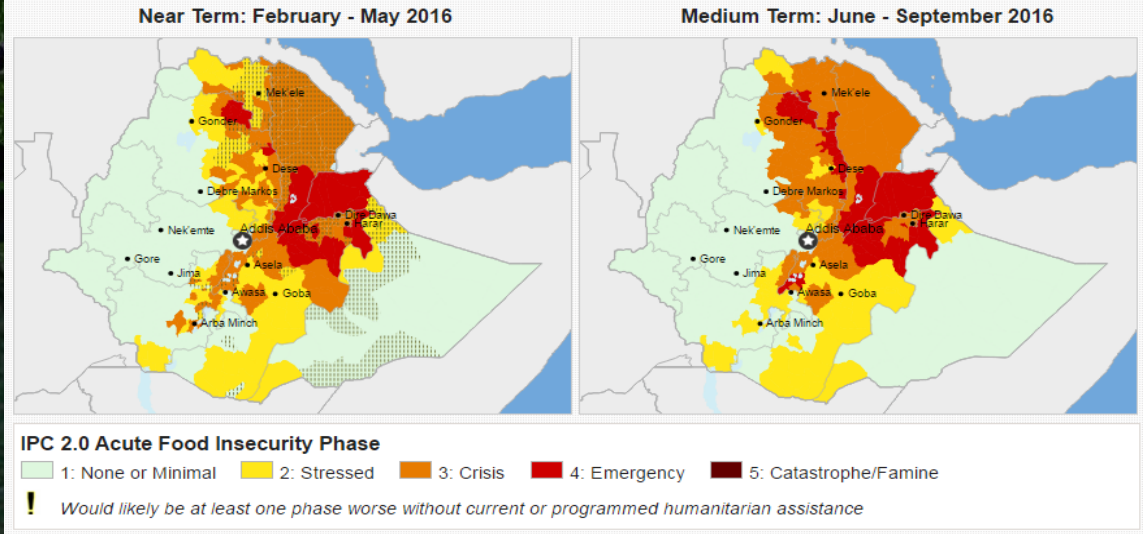 Near Term: February - May 2016
Medium Term: June - September 2016
Mek'ele
Gonder
Dese
Debre Markos
Dire Dawa
Harar
Addis Ababa
Nek'emte
Gore
Jima
Asela
Awasa
Goba
Arba Minch
Mek'ele
Gonder
Dese
Debre Markos
Dire Dawa
Harar
Addis Ababa
Nek'emte
Gore
Jima
Asela
Awasa
Goba
Arba Minch
IPC 2.0 Acute Food Insecurity Phase
1: None or Minimal 2: Stressed 3: Crisis 4: Emergency 5: Catastrophe/Famine
! Would likely be at least one phase worse without current or programmed humanitarian assistance